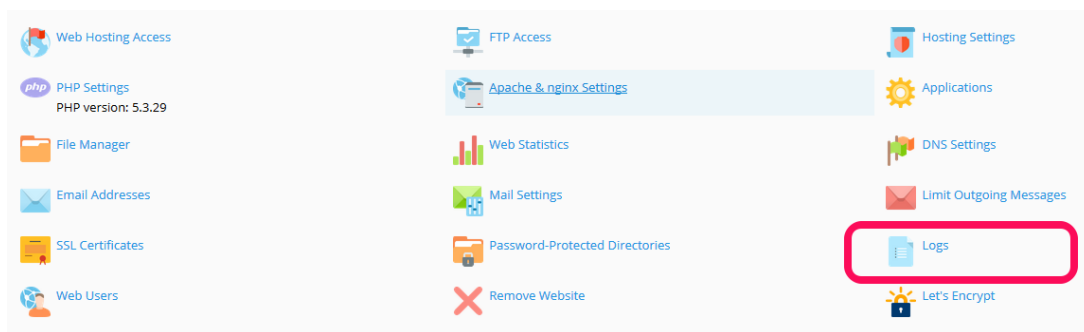 Web Hosting Access
FTP Access
Hosting Settings
php PHP Settings
PHP version: 5.3.29
Apache & nginx Settings
Applications
File Manager
Web Statistics
DNS Settings
Email Addresses
Mail Settings
Limit Outgoing Messages
SSL Certificates
Password-Protected Directories
Logs
Web Users
Remove Website
Let's Encrypt